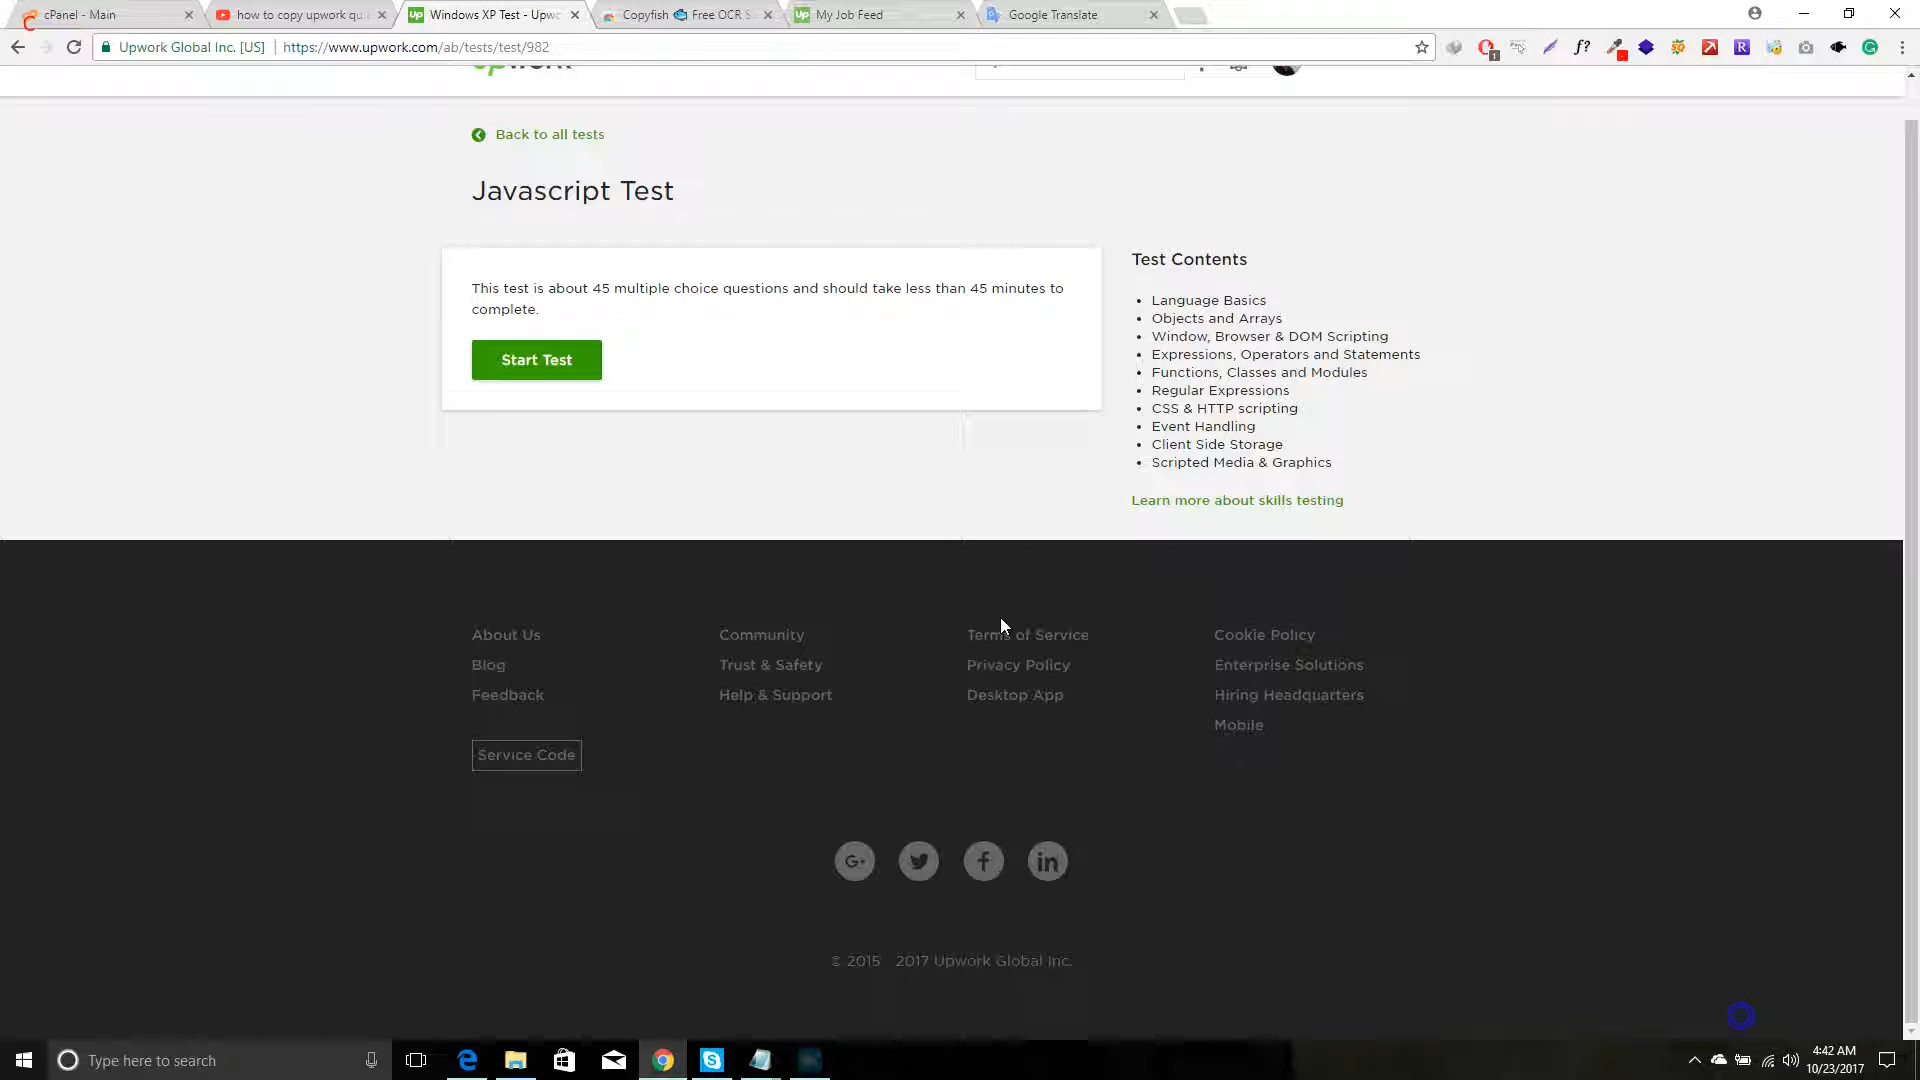 cPanel - Main
how to copy upwork qui
Windows XP Test - Upwo
Copyfish 🐟 Free OCR S
My Job Feed
Google Translate
Upwork Global Inc. [US]
https://www.upwork.com/ab/tests/test/982
Back to all tests
Javascript Test
This test is about 45 multiple choice questions and should take less than 45 minutes to
complete.
Start Test
Test Contents
• Language Basics
• Objects and Arrays
• Window, Browser & DOM Scripting
• Expressions, Operators and Statements
• Functions, Classes and Modules
• Regular Expressions
• CSS & HTTP scripting
• Event Handling
• Client Side Storage
• Scripted Media & Graphics
Learn more about skills testing
About Us
Blog
Feedback
Community
Trust & Safety
Help & Support
Terms of Service
Privacy Policy
Desktop App
Cookie Policy
Enterprise Solutions
Hiring Headquarters
Mobile
Service Code
© 2015 2017 Upwork Global Inc.
Type here to search
4:42 AM
10/23/2017